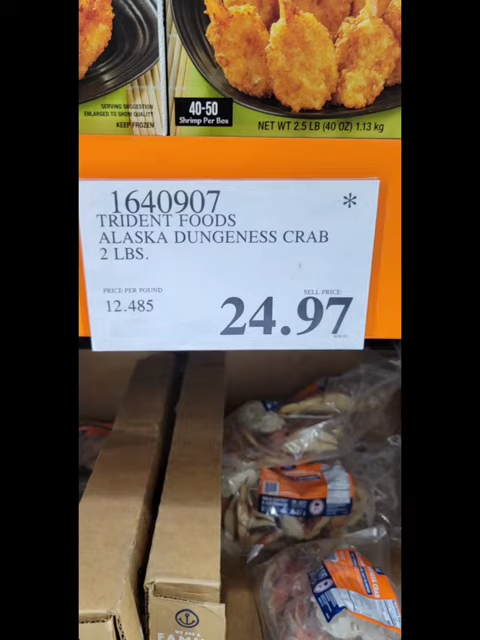 SERVING SUGGESTION
ENLARGED TO SHOW QUALITY
KEEP FROZEN
40-50
Shrimp Per Box
NET WT 2.5 LB (40 OZ) 1.13 kg
1640907
*
TRIDENT FOODS
ALASKA DUNGENESS CRAB
2 LBS.
PRICE PER POUND
12.485
SELL PRICE
24.97